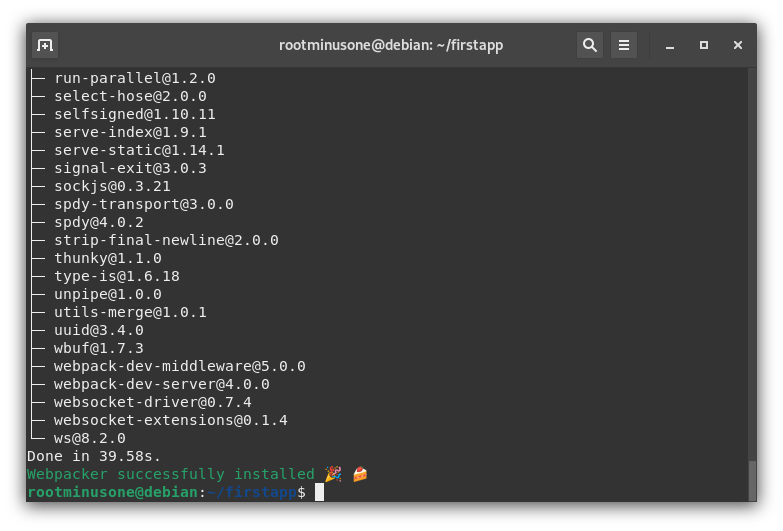 rootminusone@debian: ~/firstapp
├─ run-parallel@1.2.0
├─ select-hose@2.0.0
├─ selfsigned@1.10.11
├─ serve-index@1.9.1
├─ serve-static@1.14.1
├─ signal-exit@3.0.3
├─ sockjs@0.3.21
├─ spdy-transport@3.0.0
├─ spdy@4.0.2
├─ strip-final-newline@2.0.0
├─ thunky@1.1.0
├─ type-is@1.6.18
├─ unpipe@1.0.0
├─ utils-merge@1.0.1
├─ uuid@3.4.0
├─ wbuf@1.7.3
├─ webpack-dev-middleware@5.0.0
├─ webpack-dev-server@4.0.0
├─ websocket-driver@0.7.4
├─ websocket-extensions@0.1.4
└─ ws@8.2.0
Done in 39.58s.
Webpacker successfully installed 🎉 🍰
rootminusone@debian:~/firstapp$